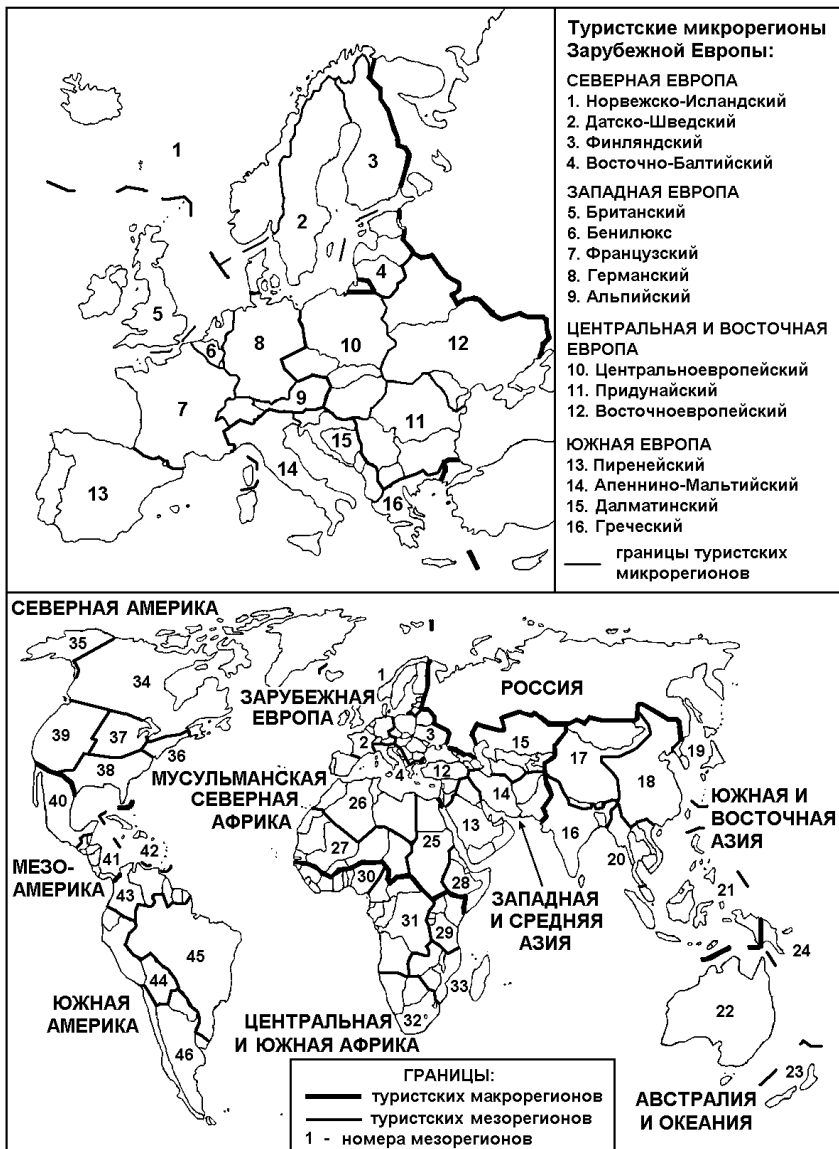 Туристские микрорегионы
Зарубежной Европы:
СЕВЕРНАЯ ЕВРОПА
1. Норвежско-Исландский
2. Датско-Шведский
3. Финляндский
4. Восточно-Балтийский
ЗАПАДНАЯ ЕВРОПА
5. Британский
6. Бенилюкс
7. Французский
8. Германский
9. Альпийский
ЦЕНТРАЛЬНАЯ И ВОСТОЧНАЯ
ЕВРОПА
10. Центральноевропейский
11. Придунайский
12. Восточноевропейский
ЮЖНАЯ ЕВРОПА
13. Пиренейский
14. Апеннино-Мальтийский
15. Далматинский
16. Греческий
границы туристских
микрорегионов
1
3
2
4
5
6
8
10
12
9
7
11
15
14
13
16
СЕВЕРНАЯ АМЕРИКА
35
34
1
ЗАРУБЕЖНАЯ
ЕВРОПА
РОССИЯ
39
37
36
38
2
3
4
15
17
19
18
40
МУСУЛЬМАНСКАЯ
СЕВЕРНАЯ
АФРИКА
12
26
14
13
16
ЮЖНАЯ И
ВОСТОЧНАЯ
АЗИЯ
27
25
20
МЕЗО-
АМЕРИКА
41
42
30
28
21
43
31
29
ЗАПАДНАЯ
И СРЕДНЯЯ
АЗИЯ
24
45
44
33
22
ЮЖНАЯ
АМЕРИКА
46
ЦЕНТРАЛЬНАЯ
И ЮЖНАЯ АФРИКА
32
23
АВСТРАЛИЯ
И ОКЕАНИЯ
ГРАНИЦЫ:
туристских макрорегионов
туристских мезорегионов
1 - номера мезорегионов